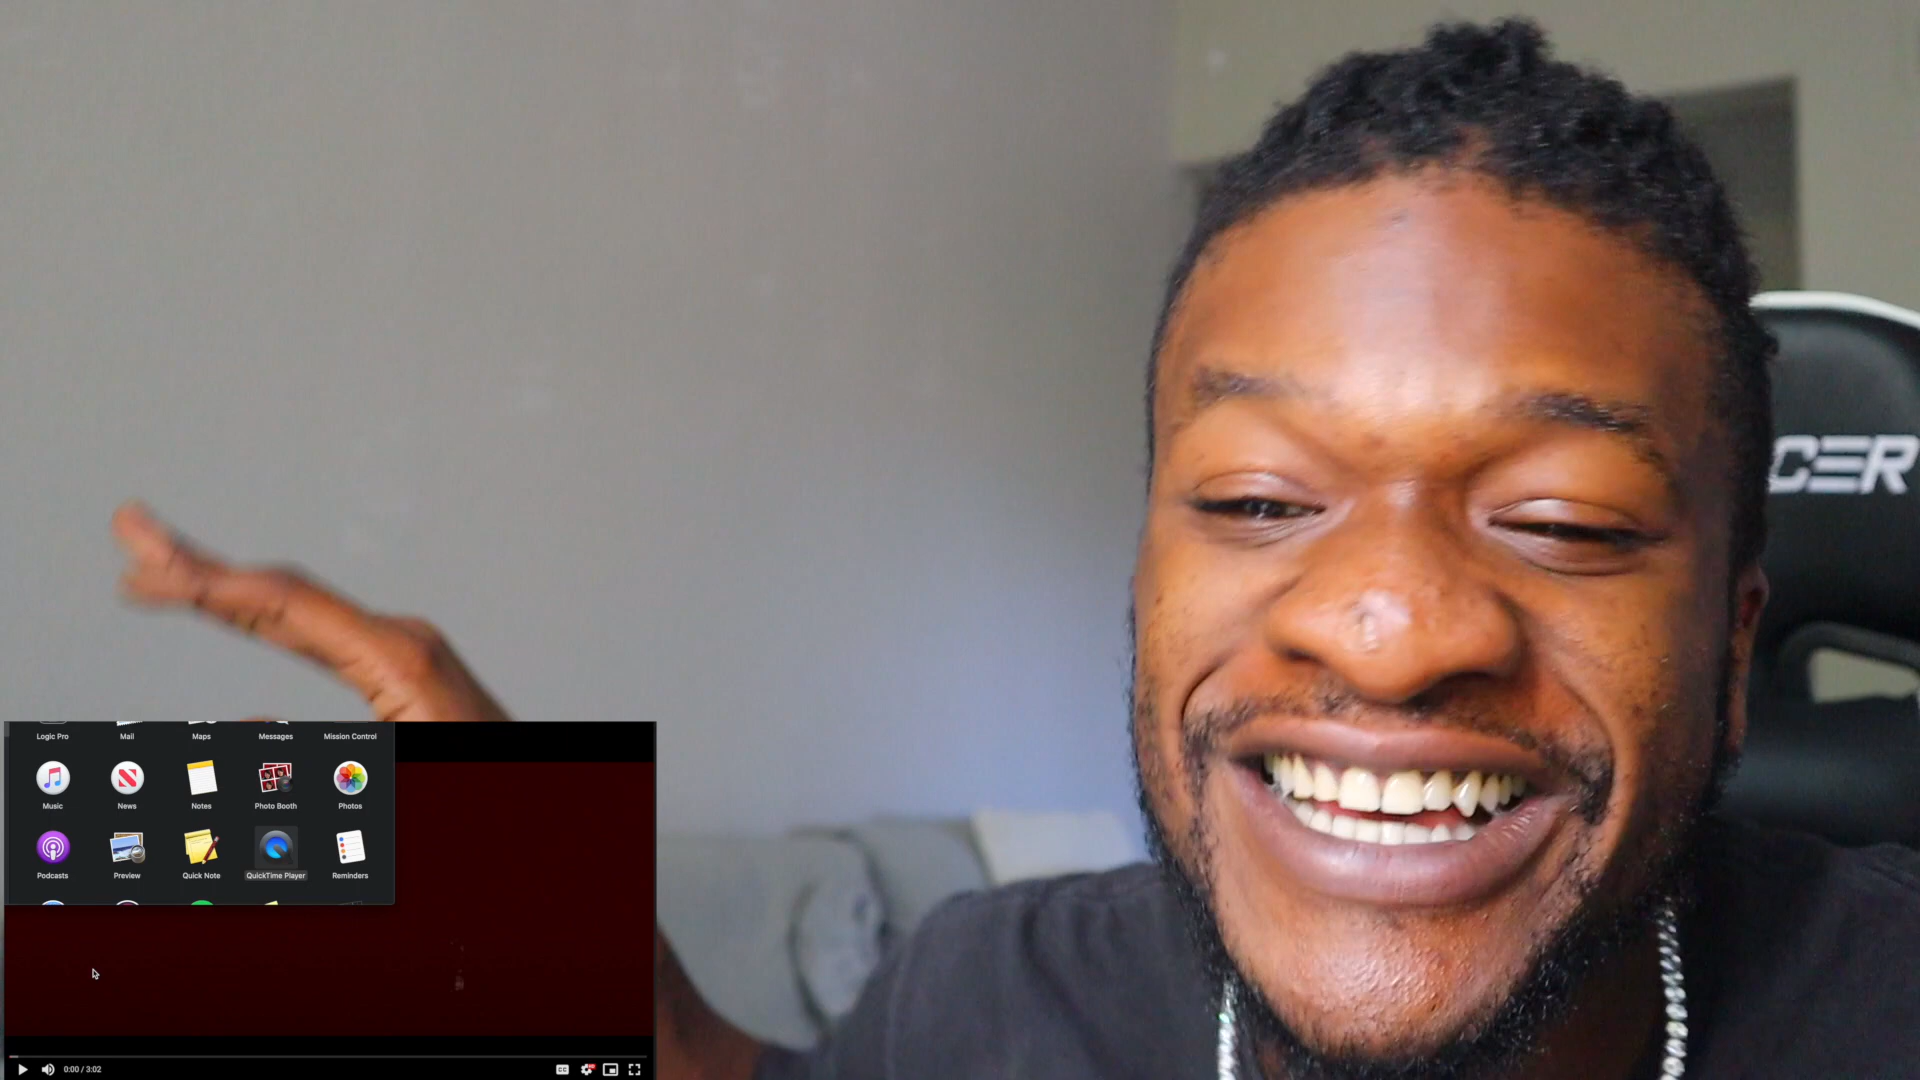 CER
Logic Pro Mail Maps Messages Mission Control
Music News Notes Photo Booth Photos
Podcasts Preview Quick Note QuickTime Player Reminders
0:00 / 3:02
CC